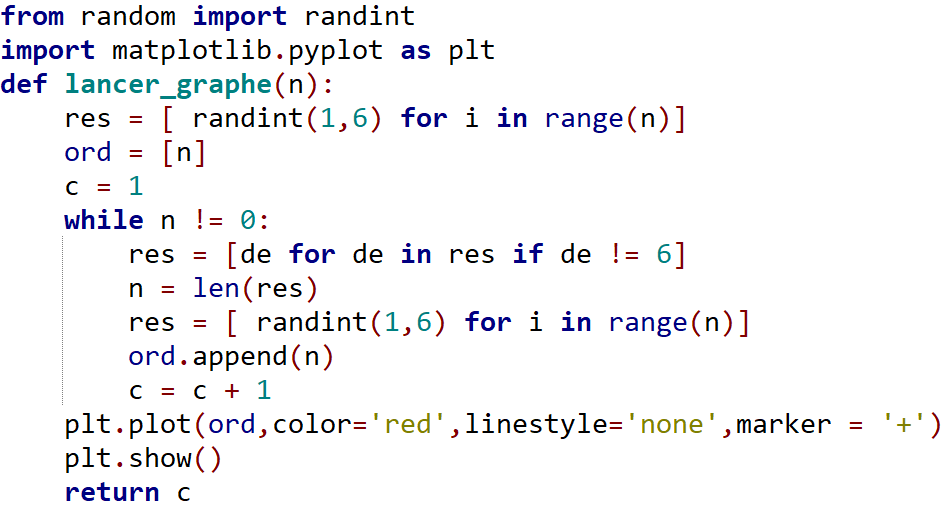 from random import randint
import matplotlib.pyplot as plt
def lancer_graphe(n):
    res = [ randint(1,6) for i in range(n)]
    ord = [n]
    c = 1
    while n != 0:
        res = [de for de in res if de != 6]
        n = len(res)
        res = [ randint(1,6) for i in range(n)]
        ord.append(n)
        c = c + 1
    plt.plot(ord,color='red',linestyle='none',marker = '+')
    plt.show()
    return c